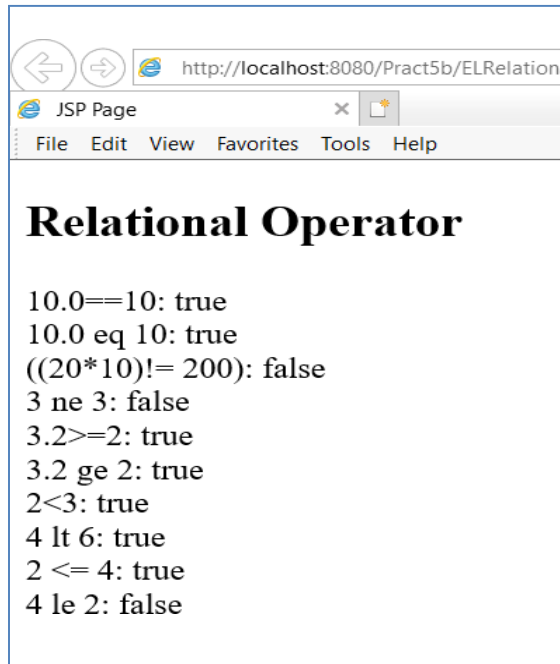 http://localhost:8080/Pract5b/ELRelation
JSP Page
File Edit View Favorites Tools Help
Relational Operator
10.0==10: true
10.0 eq 10: true
((20*10)!= 200): false
3 ne 3: false
3.2>=2: true
3.2 ge 2: true
2<3: true
4 lt 6: true
2 <= 4: true
4 le 2: false